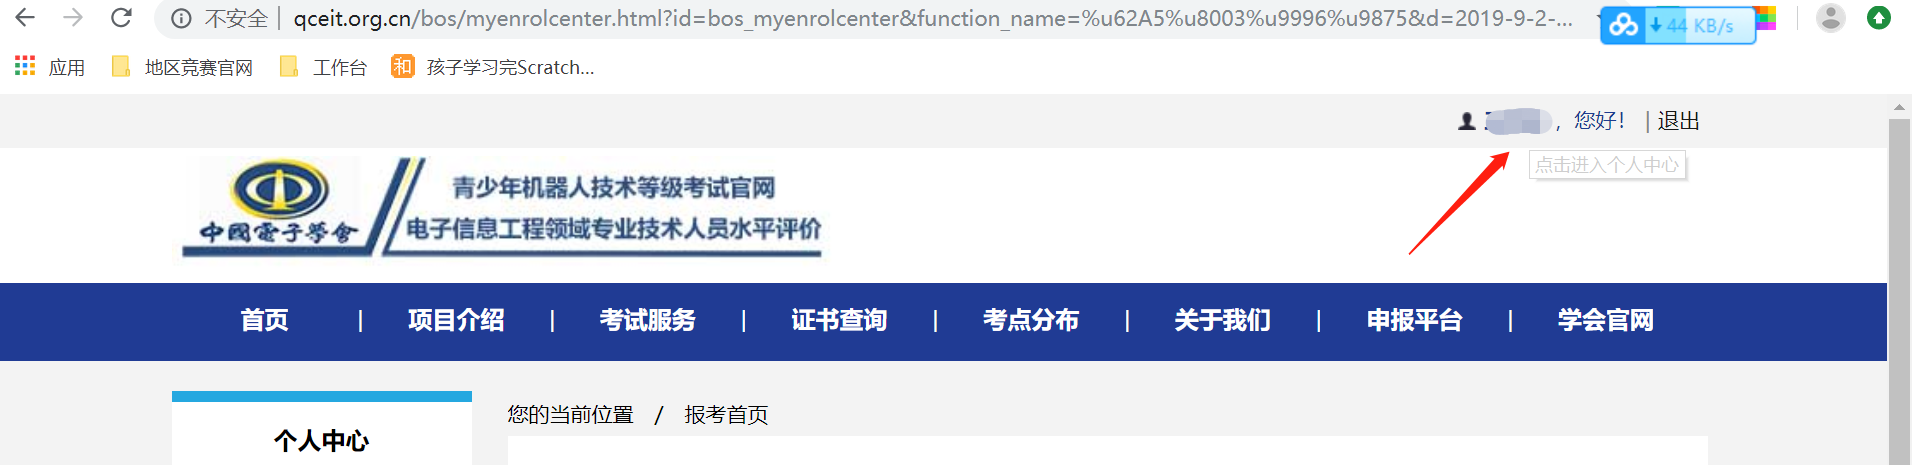 不安全 | qceit.org.cn/bos/myenrolcenter.html?id=bos_myenrolcenter&function_name=%u62A5%u8003%u9996%u9875&d=2019-9-2-...
44 KB/s
应用 地区竞赛官网 工作台 和 孩子学习完Scratch...
，您好！ | 退出
点击进入个人中心
青少年机器人技术等级考试官网
中國電子學會
电子信息工程领域专业技术人员水平评价
首页 | 项目介绍 | 考试服务 | 证书查询 | 考点分布 | 关于我们 | 申报平台 | 学会官网
您的当前位置 / 报考首页
个人中心